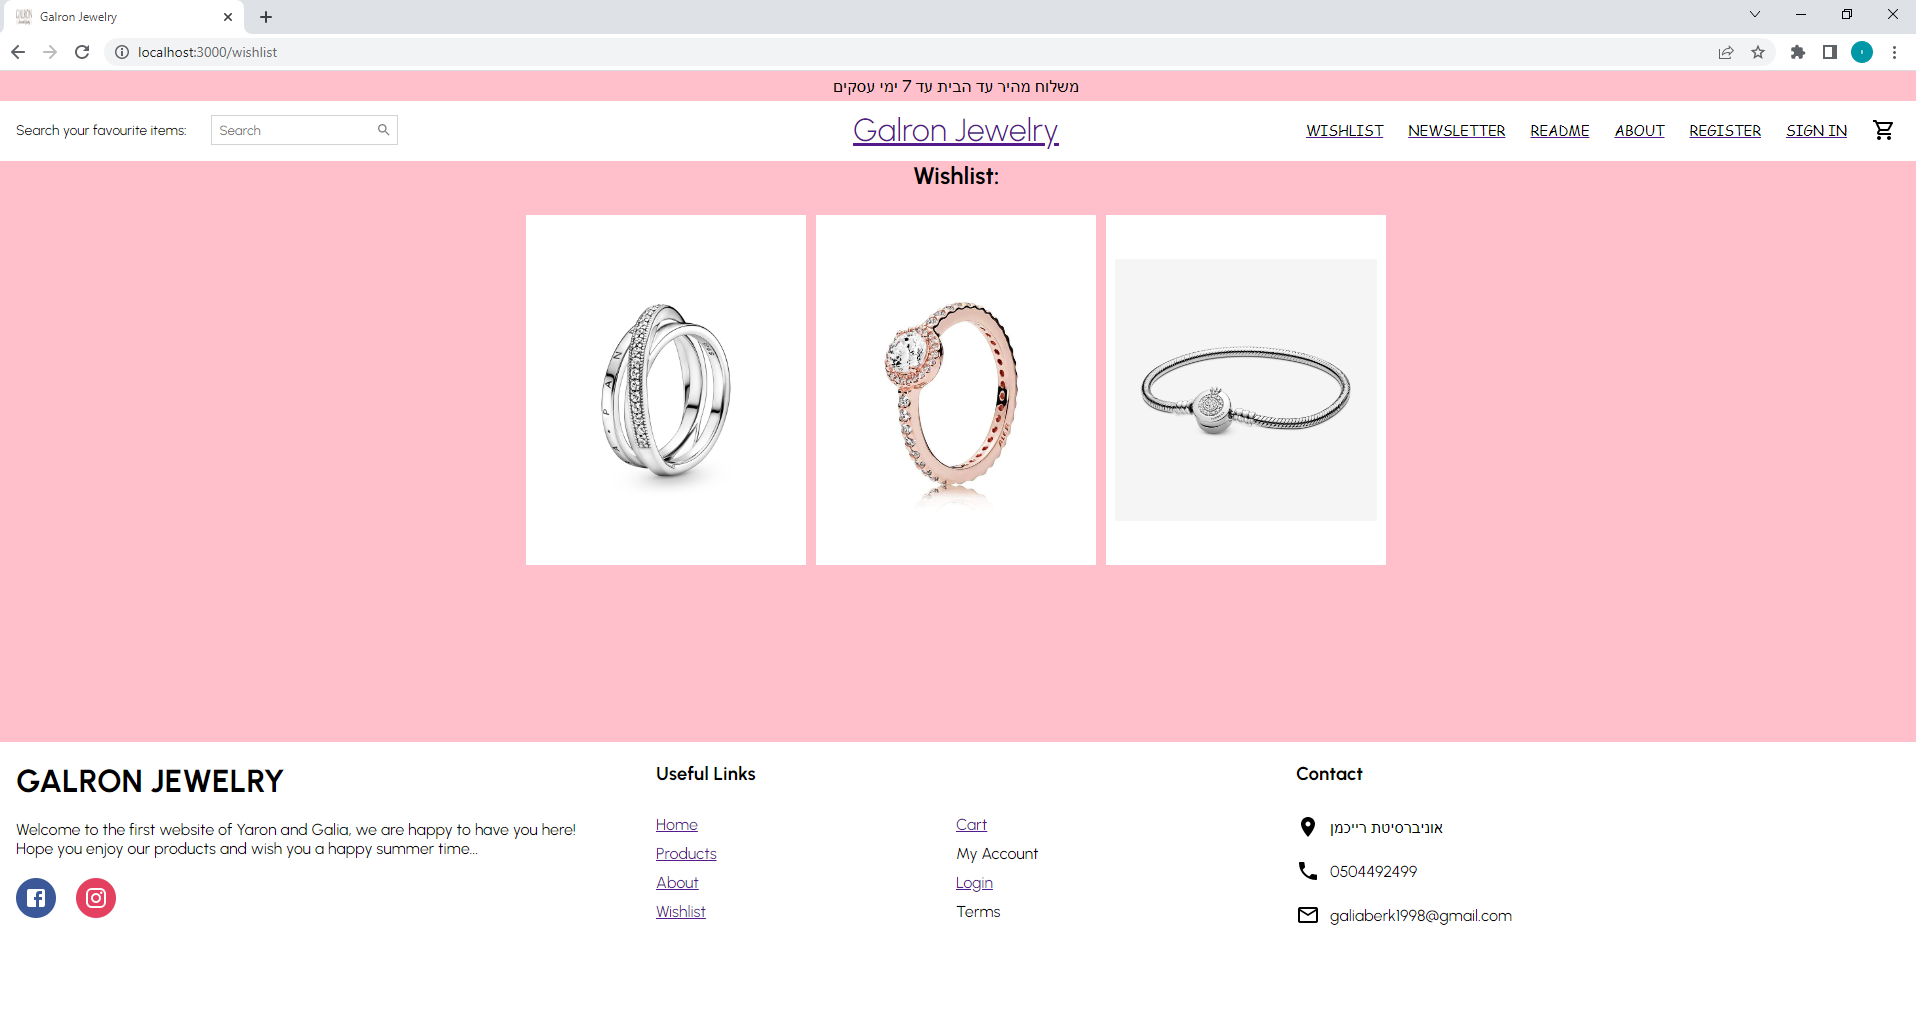 Galron Jewelry
localhost:3000/wishlist
משלוח מהיר עד הבית עד 7 ימי עסקים
Search your favourite items:
Search
Galron Jewelry
WISHLIST
NEWSLETTER
README
ABOUT
REGISTER
SIGN IN
Wishlist:
GALRON JEWELRY
Welcome to the first website of Yaron and Galia, we are happy to have you here!
Hope you enjoy our products and wish you a happy summer time...
Useful Links
Home
Cart
Products
My Account
About
Login
Wishlist
Terms
Contact
אוניברסיטת רייכמן
0504492499
galiaberk1998@gmail.com